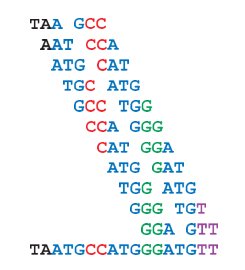 TAA GCC
AAT CCA
ATG CAT
TGC ATG
GCC TGG
CCA GGG
CAT GGA
ATG GAT
TGG ATG
GGG TGT
GGA GTT
TAATGCCATGGGATGTT